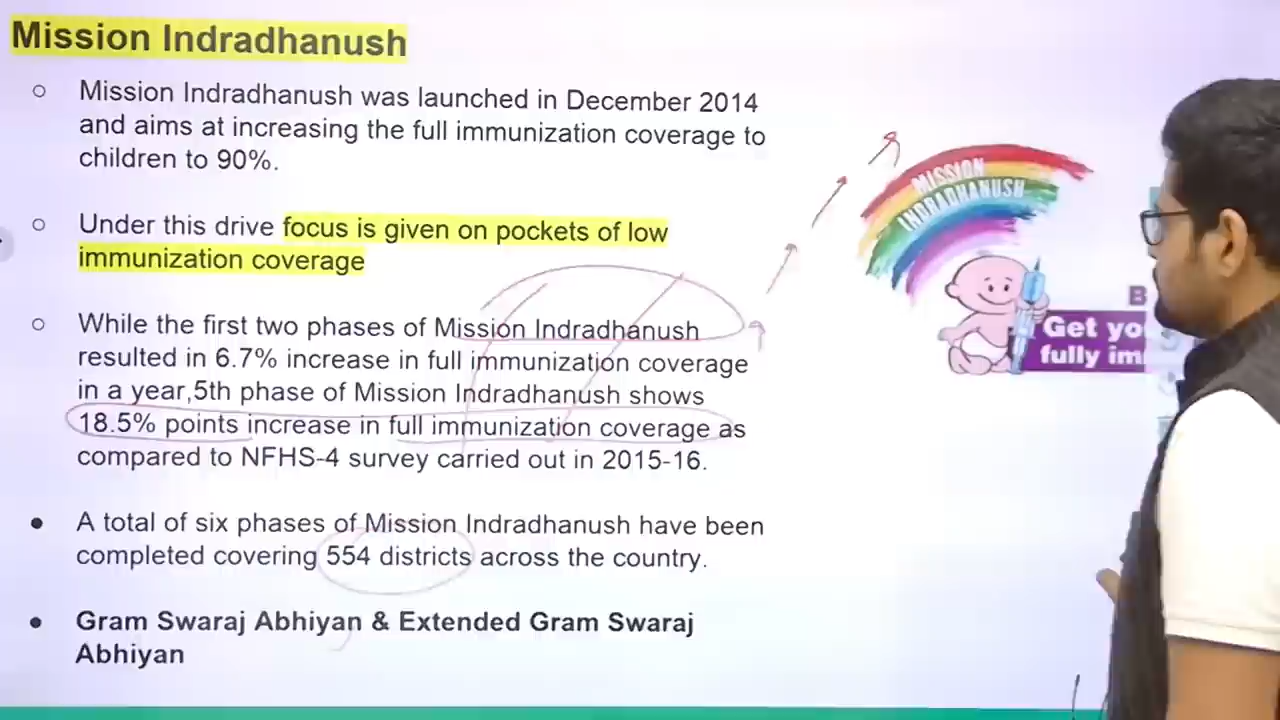 Mission Indradhanush
Mission Indradhanush was launched in December 2014
and aims at increasing the full immunization coverage to
children to 90%.
Under this drive focus is given on pockets of low
immunization coverage
While the first two phases of Mission Indradhanush
resulted in 6.7% increase in full immunization coverage
in a year,5th phase of Mission Indradhanush shows
18.5% points increase in full immunization coverage as
compared to NFHS-4 survey carried out in 2015-16.
A total of six phases of Mission Indradhanush have been
completed covering 554 districts across the country.
Gram Swaraj Abhiyan & Extended Gram Swaraj
Abhiyan
MISSION
INDRADHANUSH
Get
fully